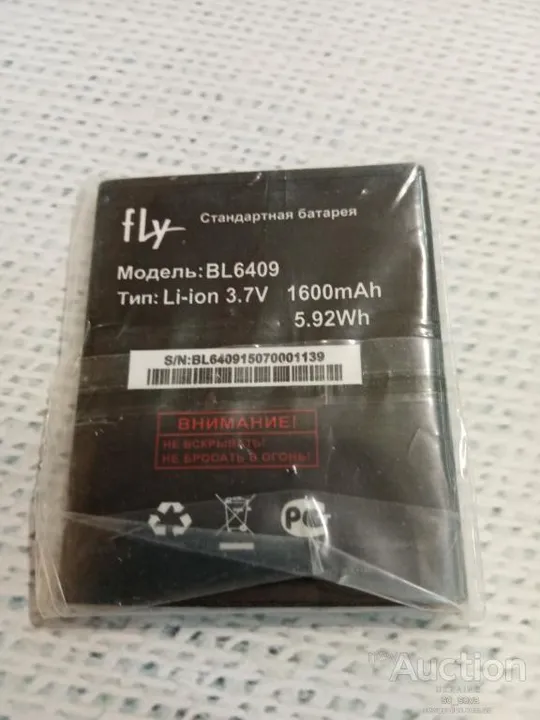 fly Стандартная батарея
Модель:BL6409
Тип: Li-ion 3.7V 1600mAh
5.92Wh
S/N:BL640915070001139
ВНИМАНИЕ!
НЕ ВСКРЫВАТЬ!
НЕ БРОСАТЬ В ОГОНЬ!
Auction
UKRAINE